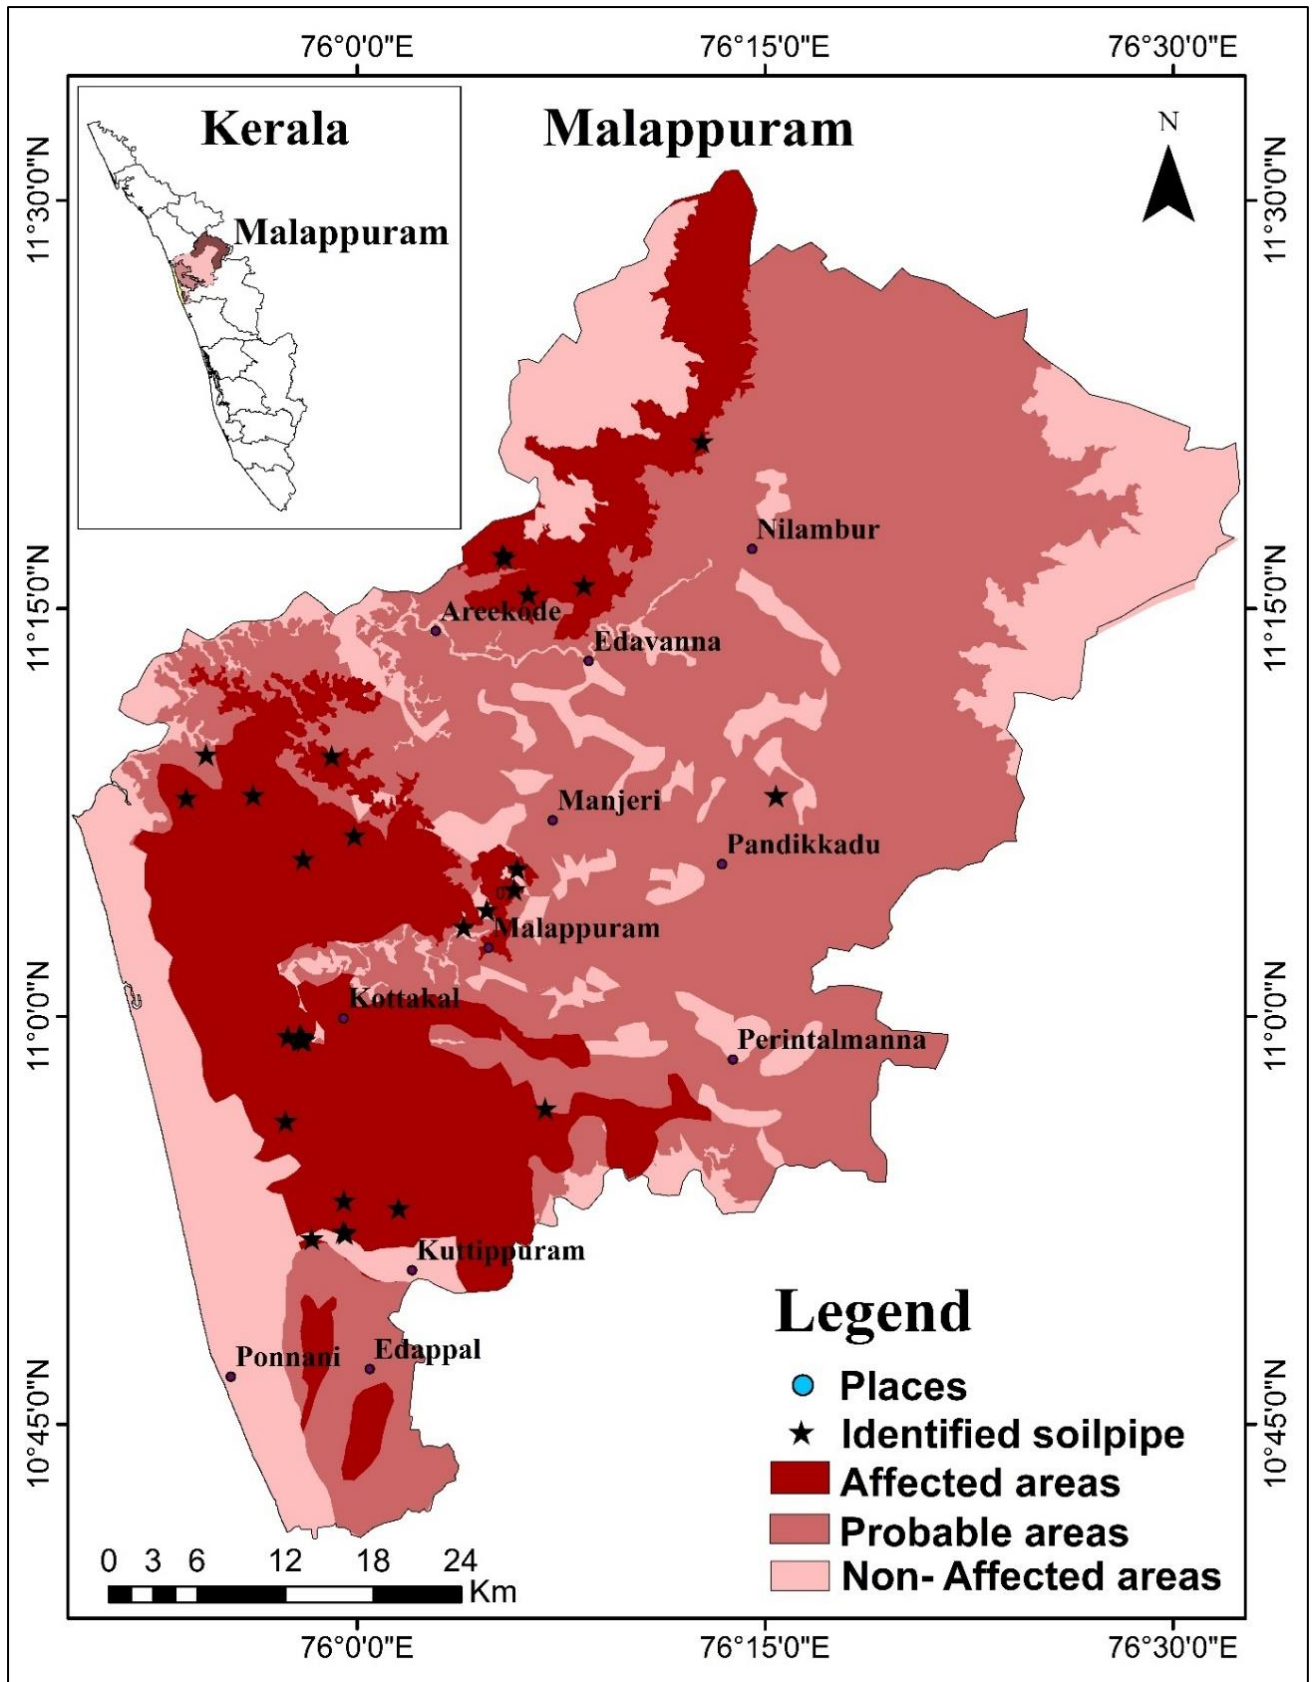 76°0'0"E 76°15'0"E 76°30'0"E
Kerala
Malappuram
N
11°30'0"N
11°30'0"N
Malappuram
Nilambur
11°15'0"N
11°15'0"N
Areekode
Edavanna
Manjeri
Pandikkadu
Malappuram
Kottakal
11°0'0"N
11°0'0"N
Perintalmanna
Kuttippuram
Ponnani
Edappal
10°45'0"N
10°45'0"N
Legend
Places
Identified soilpipe
Affected areas
Probable areas
Non- Affected areas
0 3 6 12 18 24
Km
76°0'0"E 76°15'0"E 76°30'0"E